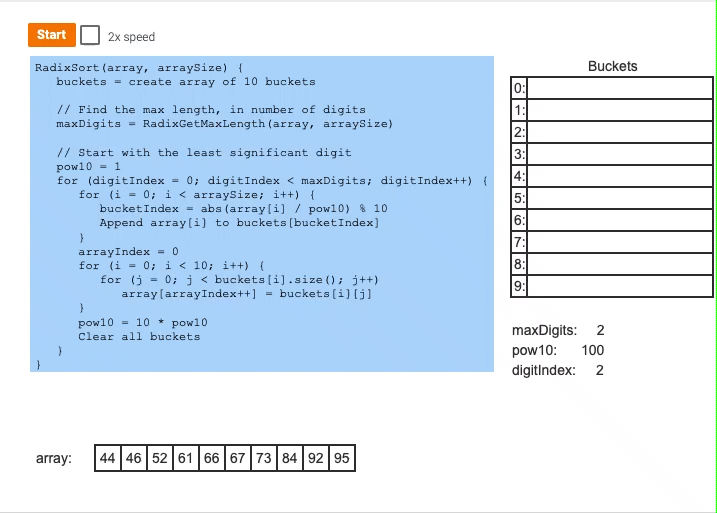 Start 2x speed
RadixSort(array, arraySize) {
buckets = create array of 10 buckets
// Find the max length, in number of digits
maxDigits = RadixGetMaxLength(array, arraySize)
// Start with the least significant digit
pow10 = 1
for (digitIndex = 0; digitIndex < maxDigits; digitIndex++) {
for (i = 0; i < arraySize; i++) {
bucketIndex = abs(array[i] / pow10) % 10
Append array[i] to buckets[bucketIndex]
}
arrayIndex = 0
for (i = 0; i < 10; i++) {
for (j = 0; j < buckets[i].size(); j++)
array[arrayIndex++] = buckets[i][j]
}
pow10 = 10 * pow10
Clear all buckets
}
}
Buckets
0:
1:
2:
3:
4:
5:
6:
7:
8:
9:
maxDigits: 2
pow10: 100
digitIndex: 2
array: 44 46 52 61 66 67 73 84 92 95